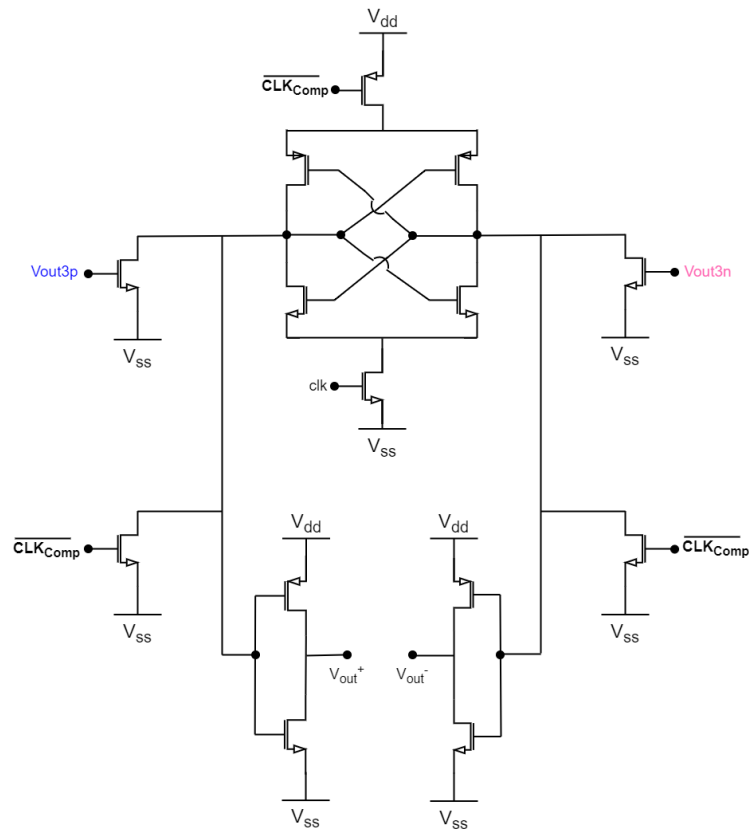 Vdd
CLKComp
Vout3p
Vout3n
Vss
Vss
clk
Vss
CLKComp
Vdd
Vdd
CLKComp
Vss
Vss
Vout+
Vout-
Vss
Vss